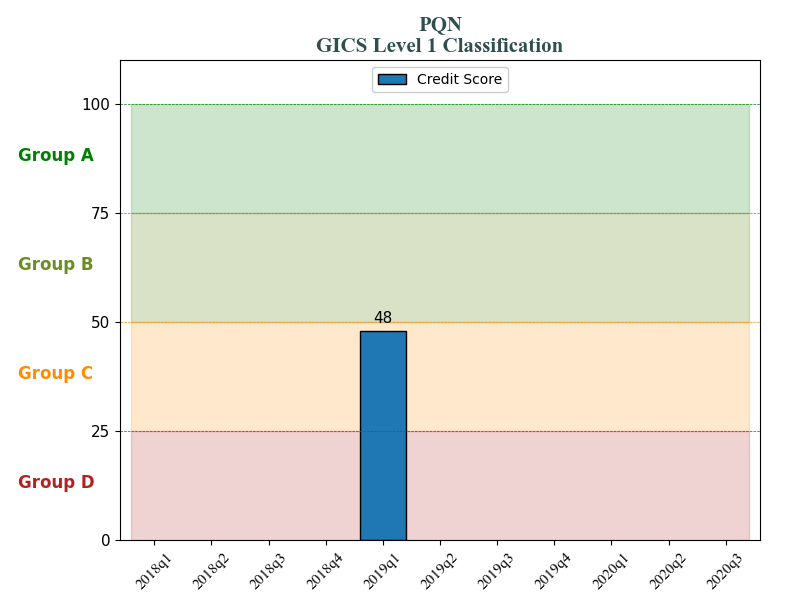 PQN
GICS Level 1 Classification
Credit Score
100
Group A
75
Group B
50
48
Group C
25
Group D
0
2018q1 2018q2 2018q3 2018q4 2019q1 2019q2 2019q3 2019q4 2020q1 2020q2 2020q3